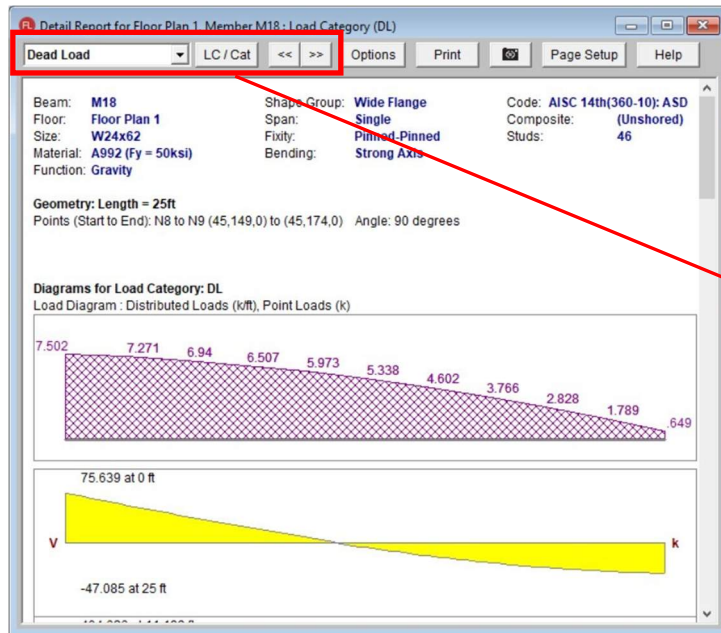 Detail Report for Floor Plan 1, Member M18 : Load Category (DL)
Dead Load LC / Cat << >> Options Print Page Setup Help
Beam: M18 Shape Group: Wide Flange Code: AISC 14th(360-10): ASD
Floor: Floor Plan 1 Span: Single Composite: (Unshored)
Size: W24x62 Fixity: Pinned-Pinned Studs: 46
Material: A992 (Fy = 50ksi) Bending: Strong Axis
Function: Gravity
Geometry: Length = 25ft
Points (Start to End): N8 to N9 (45,149,0) to (45,174,0) Angle: 90 degrees
Diagrams for Load Category: DL
Load Diagram : Distributed Loads (k/ft), Point Loads (k)
7.502 7.271 6.94 6.507 5.973 5.338 4.602 3.766 2.828 1.789 .649
75.639 at 0 ft
V k
-47.085 at 25 ft